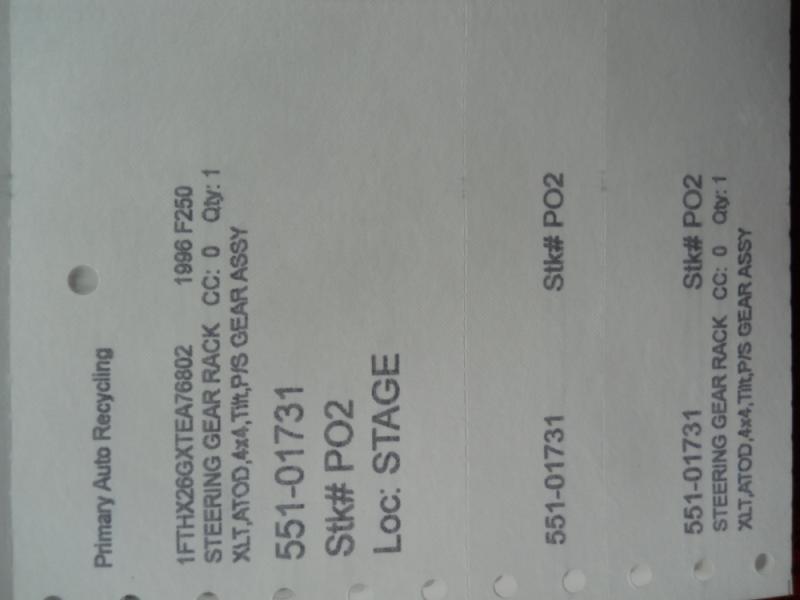 Primary Auto Recycling
1FTHX26GXTEA76802 1996 F250
STEERING GEAR RACK CC: 0 Qty: 1
XLT,ATOD,4x4,Tilt,P/S GEAR ASSY
551-01731
Stk# PO2
Loc: STAGE
551-01731 Stk# PO2
551-01731 Stk# PO2
STEERING GEAR RACK CC: 0 Qty: 1
XLT,ATOD,4x4,Tilt,P/S GEAR ASSY